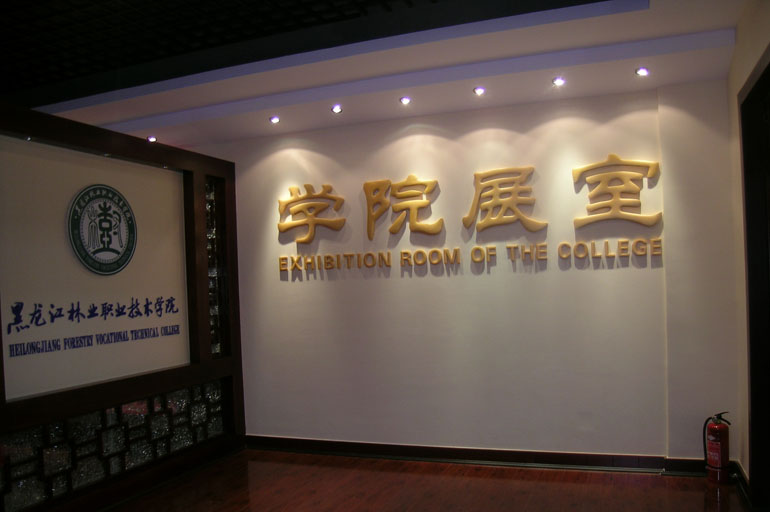 学院展室
EXHIBITION ROOM OF THE COLLEGE
黑龙江林业职业技术学院
HEILONGJIANG FORESTRY VOCATIONAL TECHNICAL COLLEGE